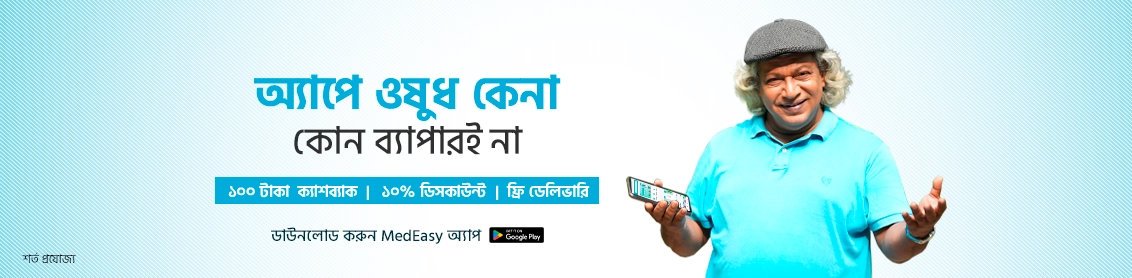 অ্যাপে ওষুধ কেনা
কোন ব্যাপারই না
১০০ টাকা ক্যাশব্যাক | ১০% ডিসকাউন্ট | ফ্রি ডেলিভারি
ডাউনলোড করুন MedEasy অ্যাপ GET IT ON Google Play
শর্ত প্রযোজ্য